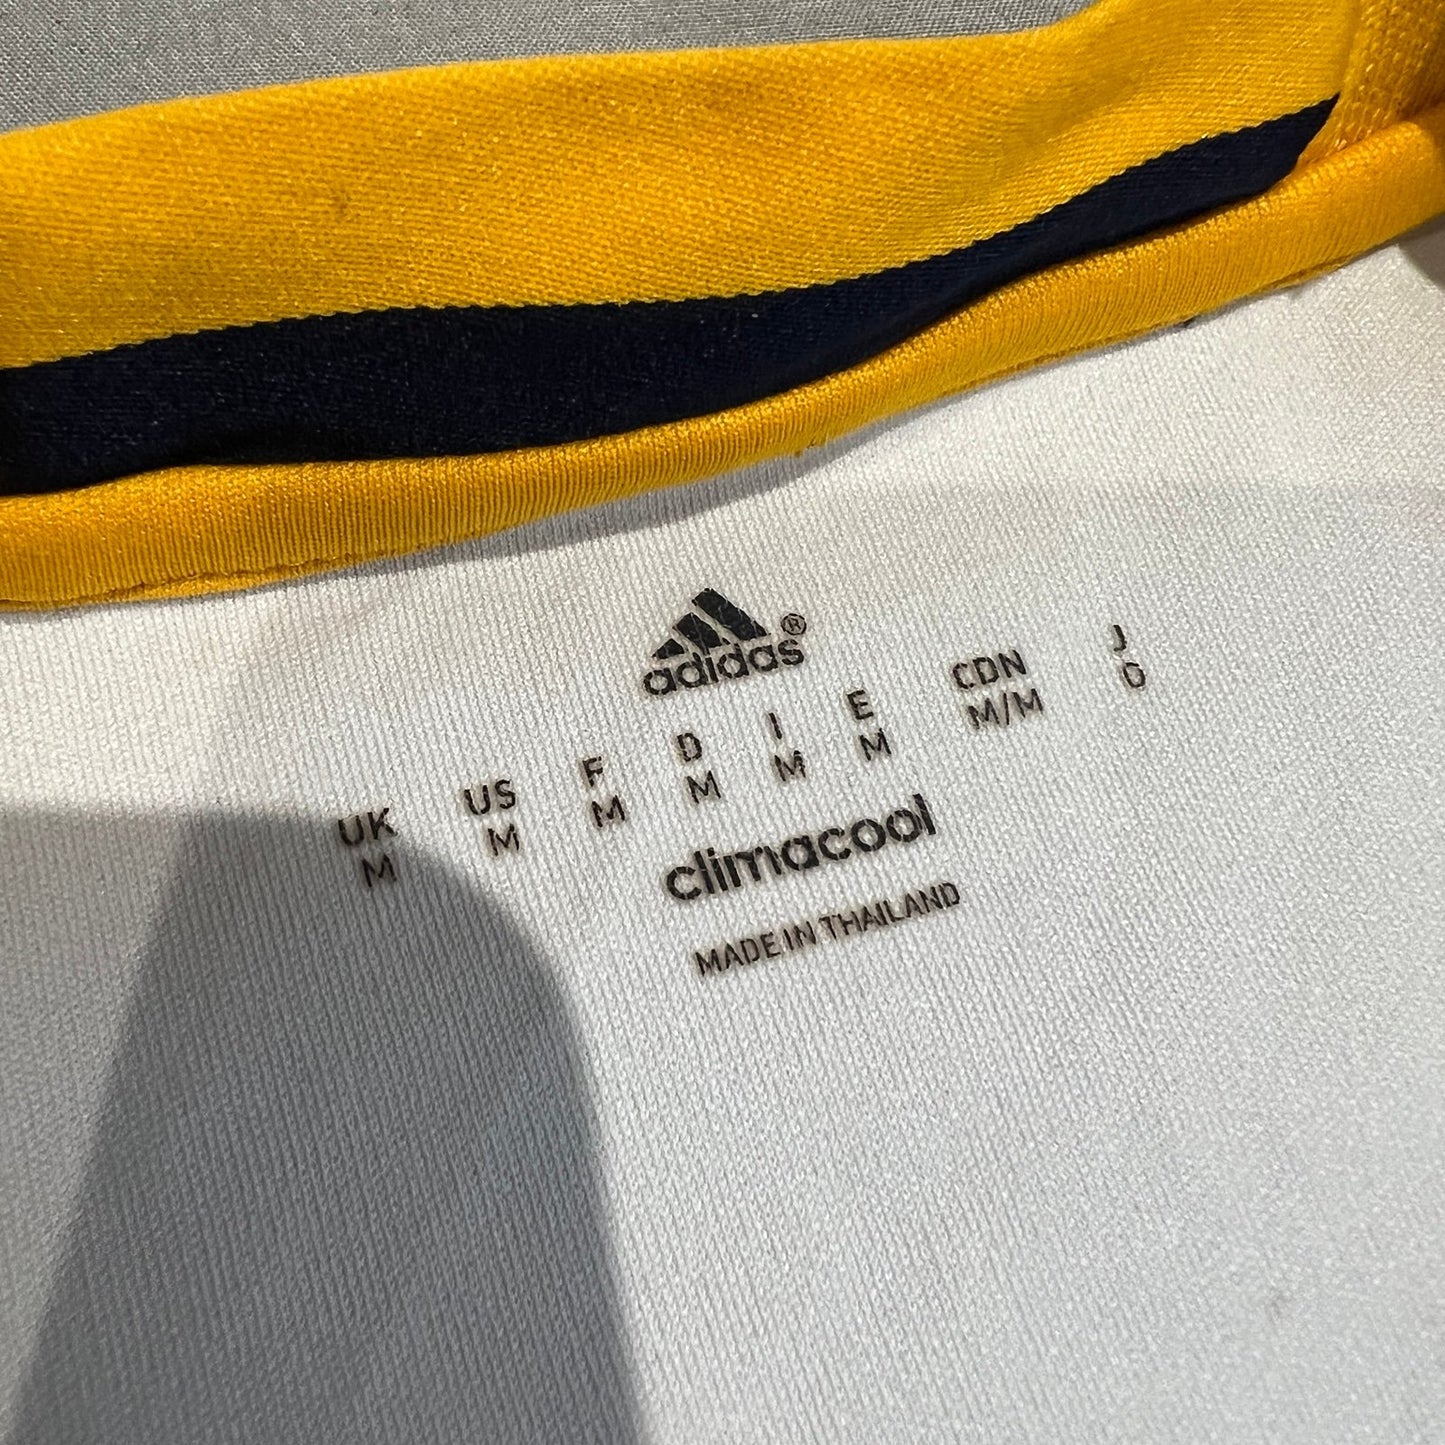 adidas®
UK US F D I E CDN J
M M M M M M M/M O
climacool
MADE IN THAILAND